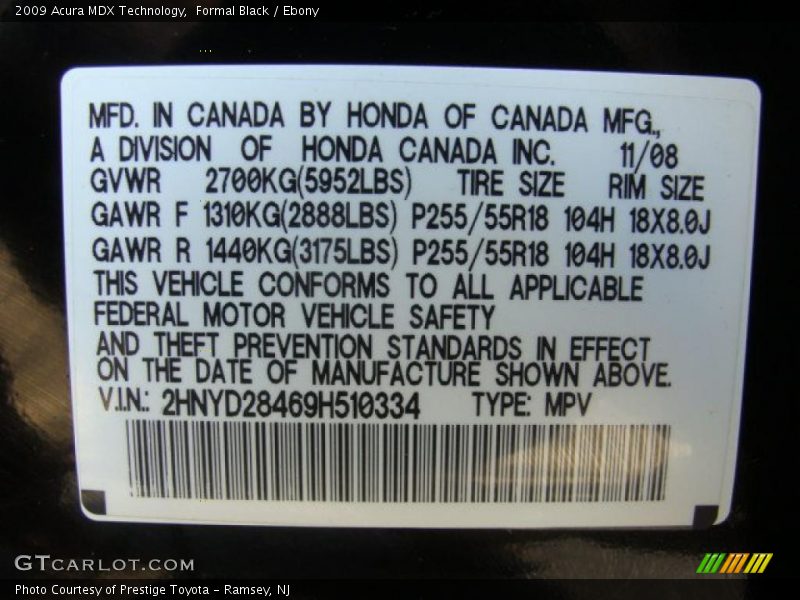 2009 Acura MDX Technology,  Formal Black / Ebony
MFD. IN CANADA BY HONDA OF CANADA MFG.,
A DIVISION OF HONDA CANADA INC. 11/08
GVWR 2700KG(5952LBS) TIRE SIZE RIM SIZE
GAWR F 1310KG(2888LBS) P255/55R18 104H 18X8.0J
GAWR R 1440KG(3175LBS) P255/55R18 104H 18X8.0J
THIS VEHICLE CONFORMS TO ALL APPLICABLE
FEDERAL MOTOR VEHICLE SAFETY
AND THEFT PREVENTION STANDARDS IN EFFECT
ON THE DATE OF MANUFACTURE SHOWN ABOVE.
V.I.N.: 2HNYD28469H510334 TYPE: MPV
GTCARLOT.COM
Photo Courtesy of Prestige Toyota - Ramsey, NJ